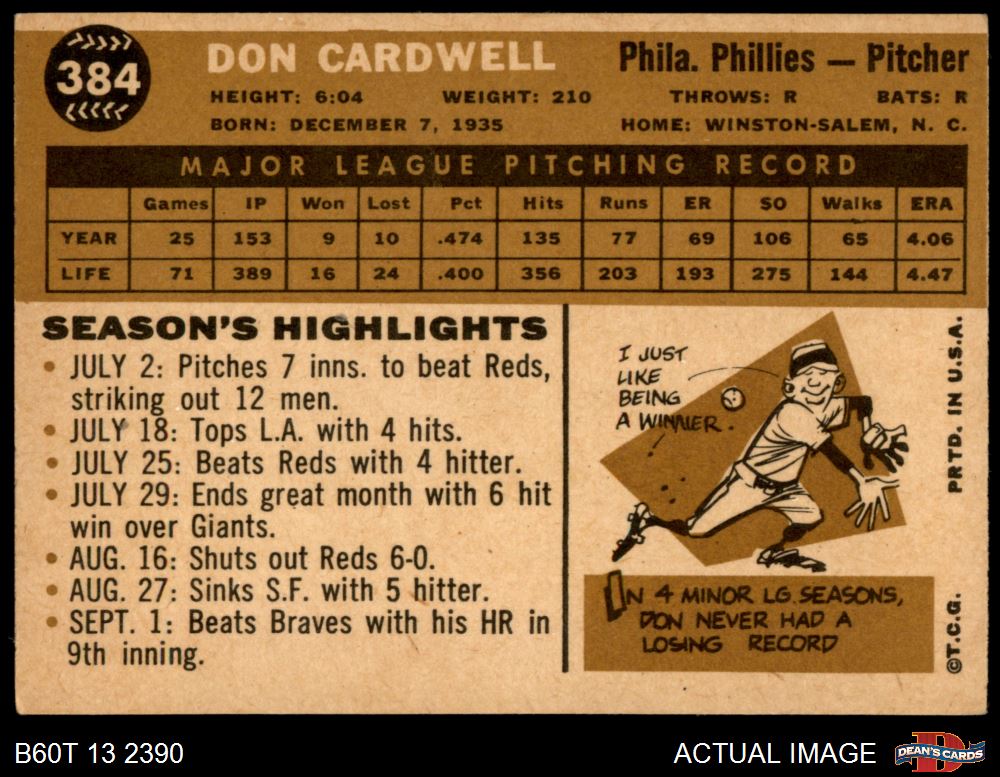 384
DON CARDWELL
Phila. Phillies — Pitcher
HEIGHT: 6:04 WEIGHT: 210 THROWS: R BATS: R
BORN: DECEMBER 7, 1935 HOME: WINSTON-SALEM, N. C.
MAJOR LEAGUE PITCHING RECORD
Games IP Won Lost Pct Hits Runs ER SO Walks ERA
YEAR 25 153 9 10 .474 135 77 69 106 65 4.06
LIFE 71 389 16 24 .400 356 203 193 275 144 4.47
SEASON'S HIGHLIGHTS
• JULY 2: Pitches 7 inns. to beat Reds,
striking out 12 men.
• JULY 18: Tops L.A. with 4 hits.
• JULY 25: Beats Reds with 4 hitter.
• JULY 29: Ends great month with 6 hit
win over Giants.
• AUG. 16: Shuts out Reds 6-0.
• AUG. 27: Sinks S.F. with 5 hitter.
• SEPT. 1: Beats Braves with his HR in
9th inning.
I JUST
LIKE
BEING
A WINNER.
IN 4 MINOR LG. SEASONS,
DON NEVER HAD A
LOSING RECORD
©T.C.G. PRTD. IN U.S.A.
B60T 13 2390
ACTUAL IMAGE
D
DEAN'S CARDS